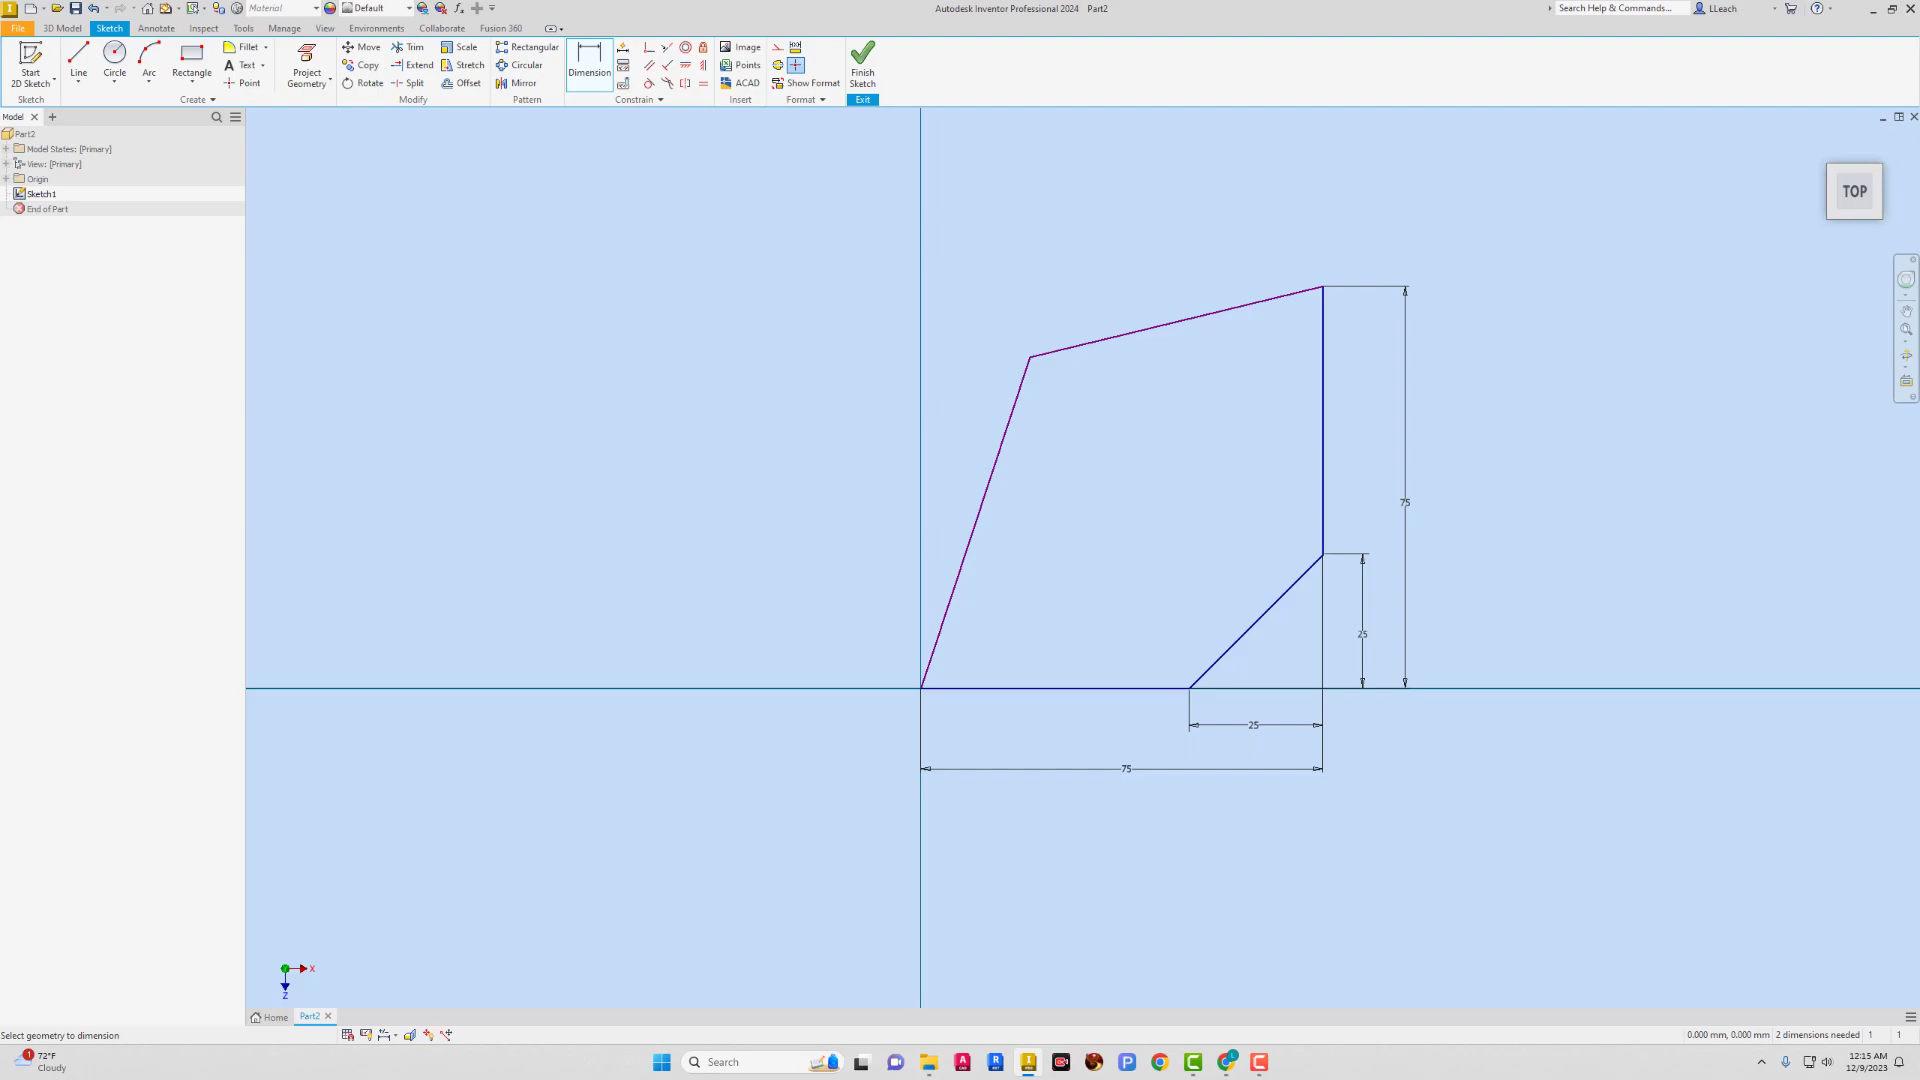 Material Default Autodesk Inventor Professional 2024 Part2 Search Help & Commands... LLeach
File 3D Model Sketch Annotate Inspect Tools Manage View Environments Collaborate Fusion 360
Start 2D Sketch Line Circle Arc Rectangle Fillet Text Point Project Geometry
Move Trim Scale
Copy Extend Stretch
Rotate Split Offset
Rectangular
Circular
Mirror
Dimension
Image
Points
ACAD
Show Format
Finish Sketch
Sketch Create Modify Pattern Constrain Insert Format Exit
Model
Part2
Model States: [Primary]
View: [Primary]
Origin
Sketch1
End of Part
TOP
75
25
25
75
X
Z
Home Part2
Select geometry to dimension 0.000 mm, 0.000 mm 2 dimensions needed 1 1
1 72°F
Cloudy
Search
12:15 AM
12/9/2023